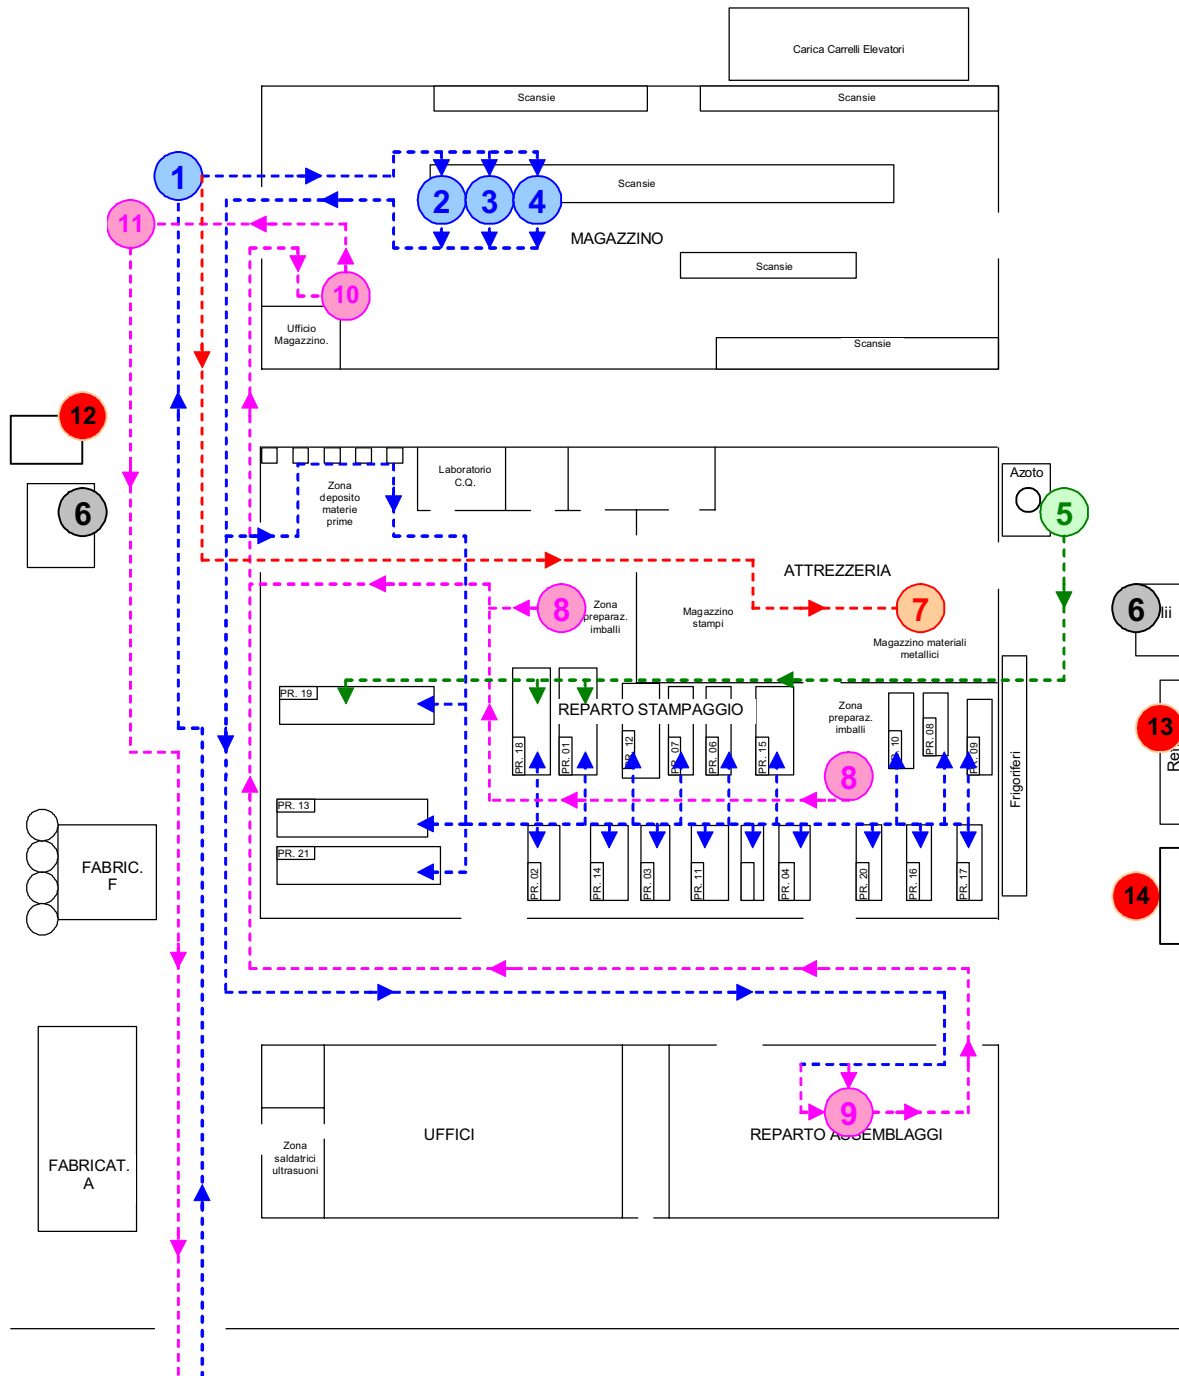 Carica Carrelli Elevatori
Scansie
Scansie
1
Scansie
2
3
4
11
MAGAZZINO
Scansie
10
Ufficio
Magazzino.
Scansie
12
6
Zona
deposito
materie
prime
Laboratorio
C.Q.
Azoto
5
ATTREZZERIA
8
Zona
preparaz.
imballi
Magazzino
stampi
7
Magazzino materiali
metallici
6
lii
PR. 19
REPARTO STAMPAGGIO
PR. 18
PR. 01
PR. 12
PR. 07
PR. 06
PR. 15
Zona
preparaz.
imballi
PR. 10
PR. 08
PR. 09
Frigoriferi
13
8
PR. 13
PR. 21
PR. 02
PR. 14
PR. 03
PR. 11
PR. 04
PR. 20
PR. 16
PR. 17
FABRIC.
F
14
9
UFFICI
REPARTO ASSEMBLAGGI
Zona
saldatrici
ultrasuoni
FABRICAT.
A